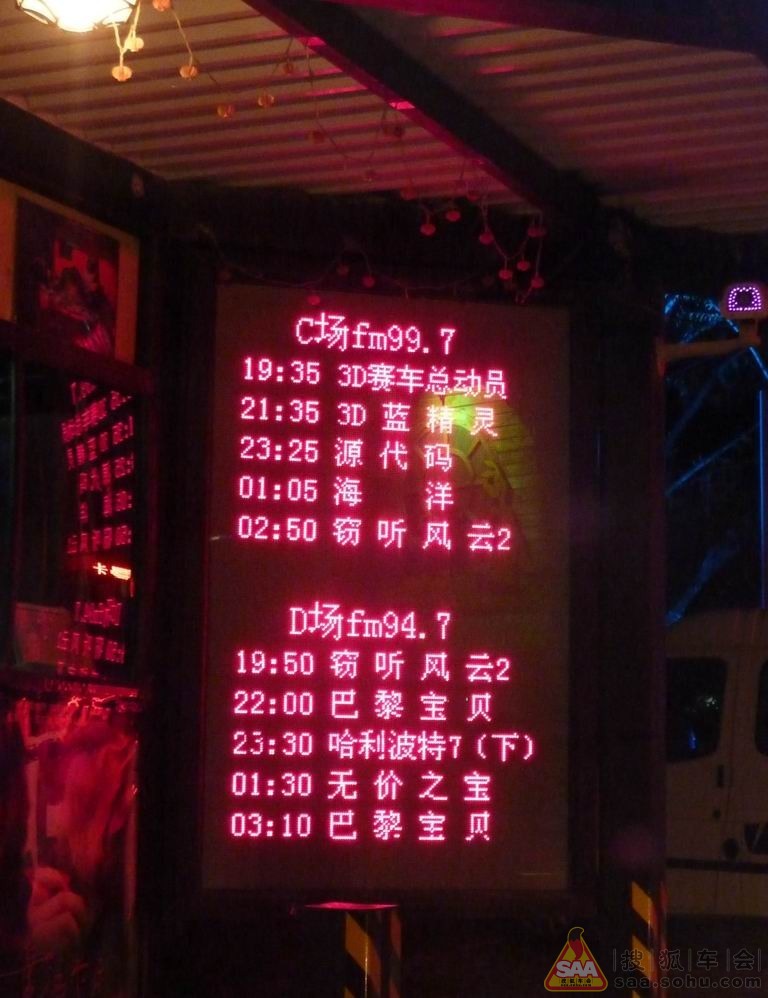 C场fm99.7
19:35 3D赛车总动员
21:35 3D 蓝 精 灵
23:25 源 代 码
01:05 海 洋
02:50 窃 听 风 云2
D场fm94.7
19:50 窃 听 风 云2
22:00 巴 黎 宝 贝
23:30 哈利波特7（下）
01:30 无 价 之 宝
03:10 巴 黎 宝 贝
SAA
搜狐车会
saa.sohu.com